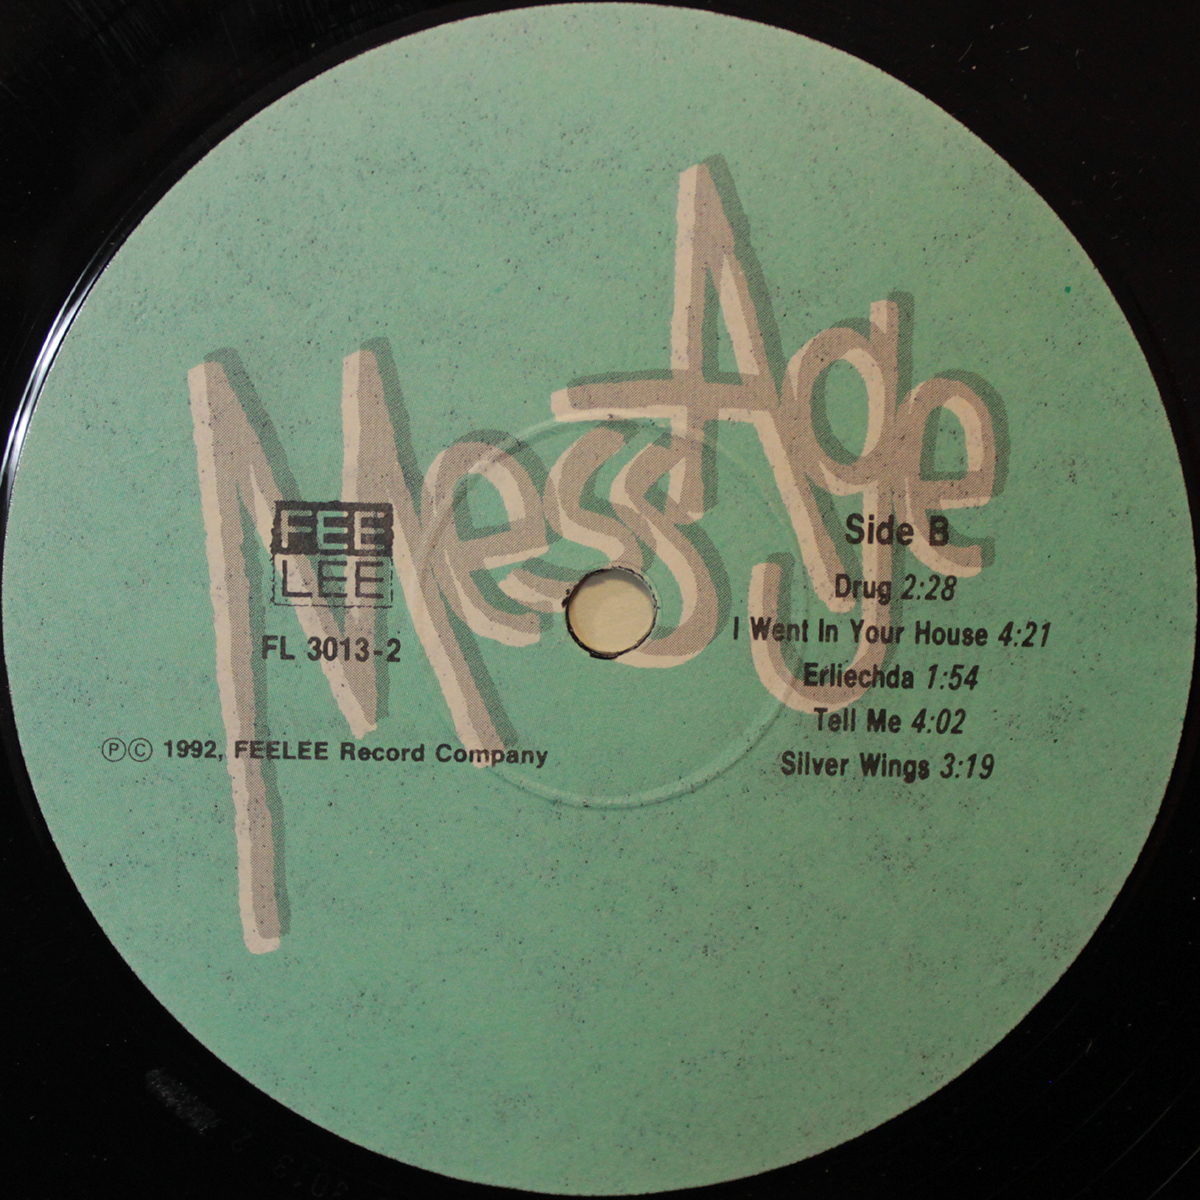 MessAge
FEE
LEE
FL 3013-2
ⓅⒸ 1992, FEELEE Record Company
Side B
Drug 2:28
I Went In Your House 4:21
Erliechda 1:54
Tell Me 4:02
Silver Wings 3:19